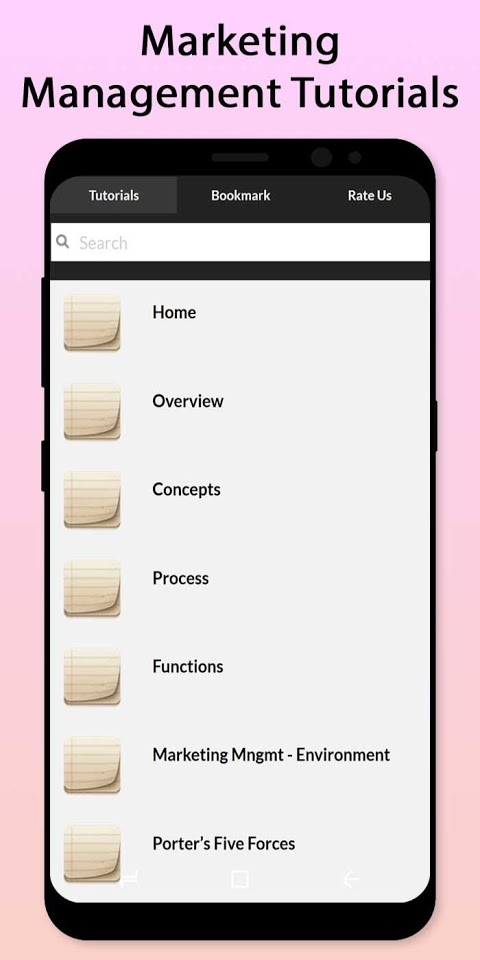 Marketing
Management Tutorials
Tutorials Bookmark Rate Us
Search
Home
Overview
Concepts
Process
Functions
Marketing Mngmt - Environment
Porter's Five Forces